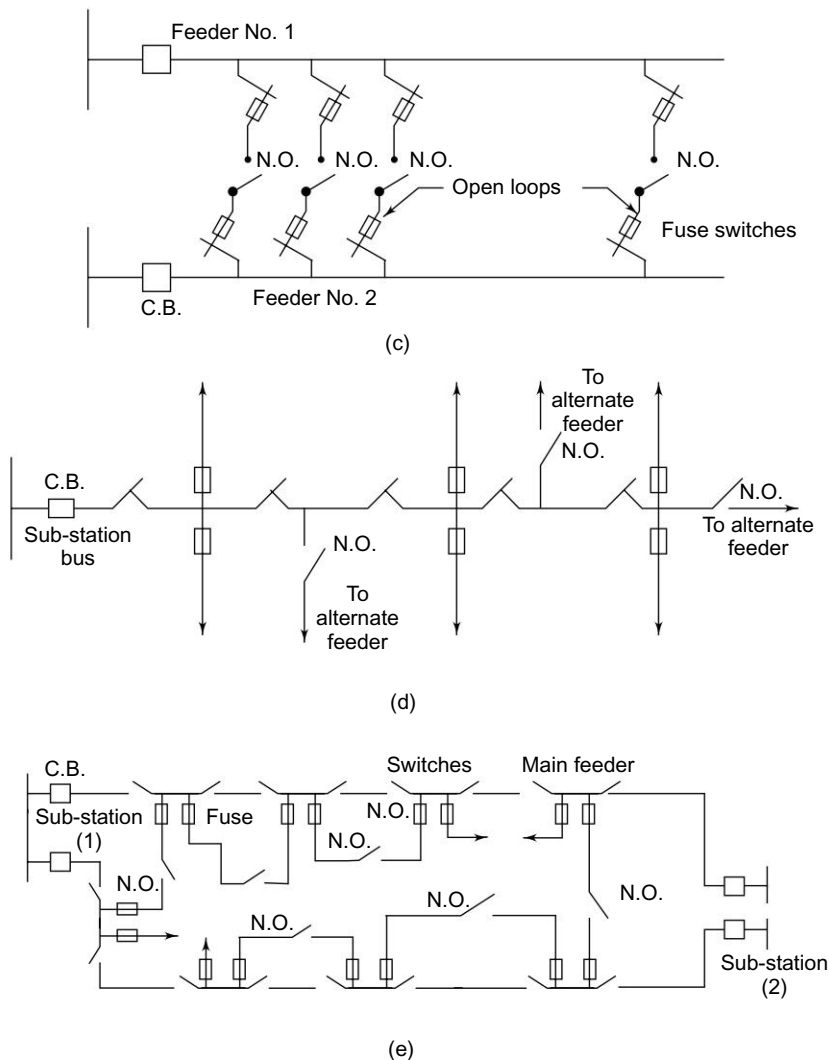 Feeder No. 1
N.O. N.O. N.O. N.O.
Open loops
Fuse switches
C.B.
Feeder No. 2
(c)
To
alternate
feeder
N.O.
C.B.
N.O.
Sub-station
bus
To alternate
feeder
N.O.
To
alternate
feeder
(d)
C.B.
Switches
Main feeder
Sub-station
(1)
Fuse
N.O.
N.O.
N.O.
N.O.
N.O.
N.O.
Sub-station
(2)
(e)